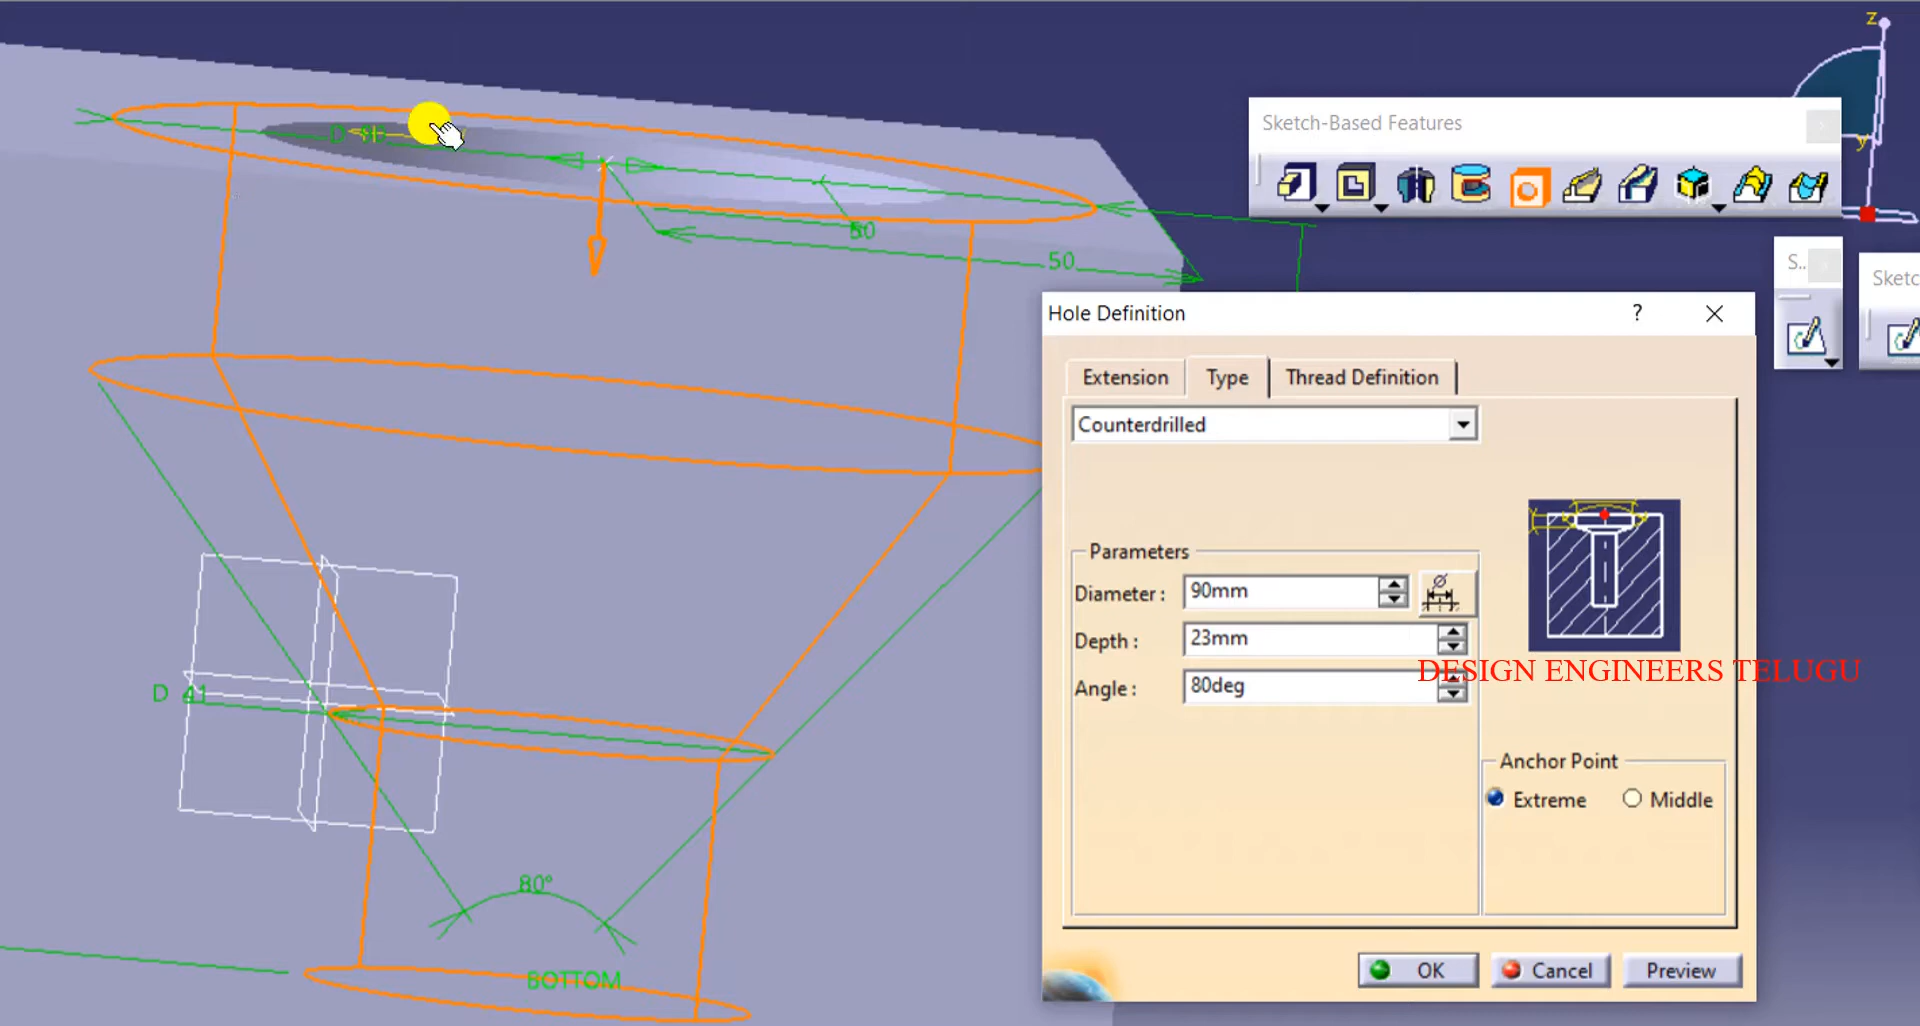 z
Sketch-Based Features
y
50
50
S..
Sketc
Hole Definition
?
Extension
Type
Thread Definition
Counterdrilled
Parameters
Diameter :
90mm
Depth :
23mm
Angle :
80deg
DESIGN ENGINEERS TELUGU
D 41
Anchor Point
Extreme
Middle
80°
BOTTOM
OK
Cancel
Preview